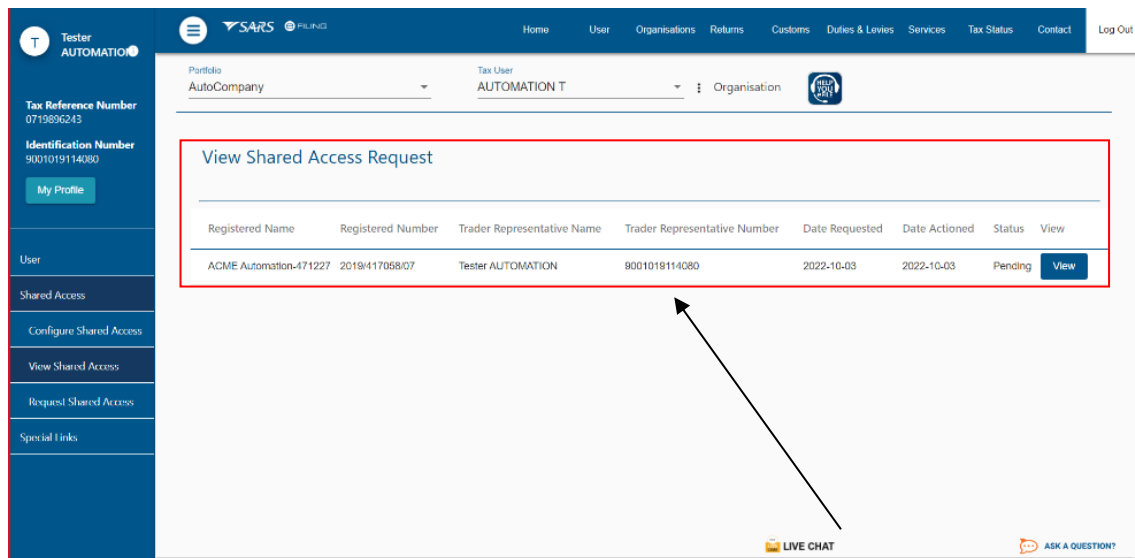 T
Tester
AUTOMATION
SARS eFILING
Home User Organisations Returns Customs Duties & Levies Services Tax Status Contact Log Out
Portfolio
AutoCompany
Tax User
AUTOMATION T
Organisation
HELP YOU
Tax Reference Number
0719896243
Identification Number
9001019114080
My Profile
User
Shared Access
Configure Shared Access
View Shared Access
Request Shared Access
Special Links
View Shared Access Request
Registered Name Registered Number Trader Representative Name Trader Representative Number Date Requested Date Actioned Status View
ACME Automation-471227 2019/417058/07 Tester AUTOMATION 9001019114080 2022-10-03 2022-10-03 Pending View
LIVE CHAT
ASK A QUESTION?